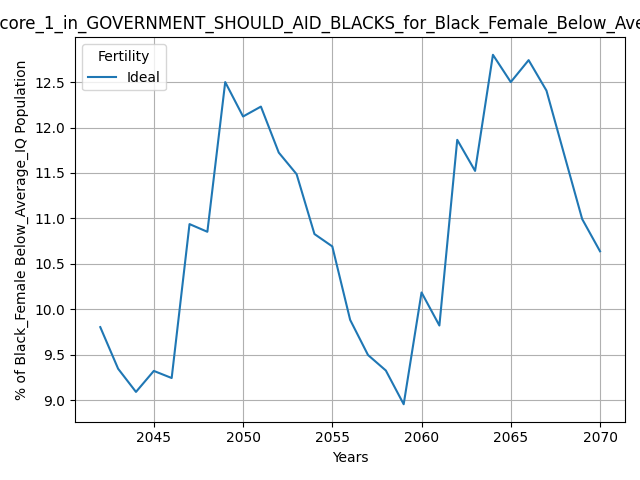 core_1_in_GOVERNMENT_SHOULD_AID_BLACKS_for_Black_Female_Below_Ave
Fertility
Ideal
% of Black_Female Below_Average_IQ Population
12.5
12.0
11.5
11.0
10.5
10.0
9.5
9.0
2045 2050 2055 2060 2065 2070
Years